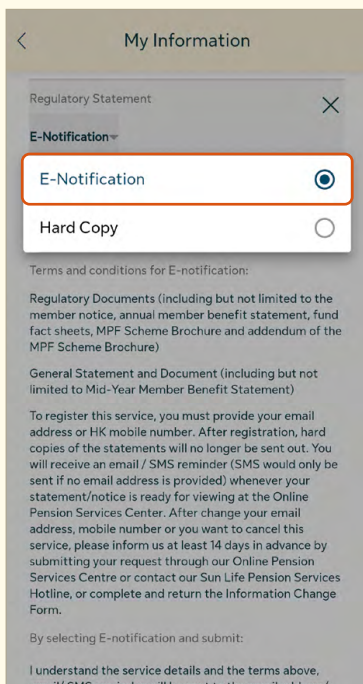 My Information
Regulatory Statement
E-Notification
E-Notification
Hard Copy
Terms and conditions for E-notification:
Regulatory Documents (including but not limited to the
member notice, annual member benefit statement, fund
fact sheets, MPF Scheme Brochure and addendum of the
MPF Scheme Brochure)
General Statement and Document (including but not
limited to Mid-Year Member Benefit Statement)
To register this service, you must provide your email
address or HK mobile number. After registration, hard
copies of the statements will no longer be sent out. You
will receive an email / SMS reminder (SMS would only be
sent if no email address is provided) whenever your
statement/notice is ready for viewing at the Online
Pension Services Center. After change your email
address, mobile number or you want to cancel this
service, please inform us at least 14 days in advance by
submitting your request through our Online Pension
Services Centre or contact our Sun Life Pension Services
Hotline, or complete and return the Information Change
Form.
By selecting E-notification and submit:
I understand the service details and the terms above,